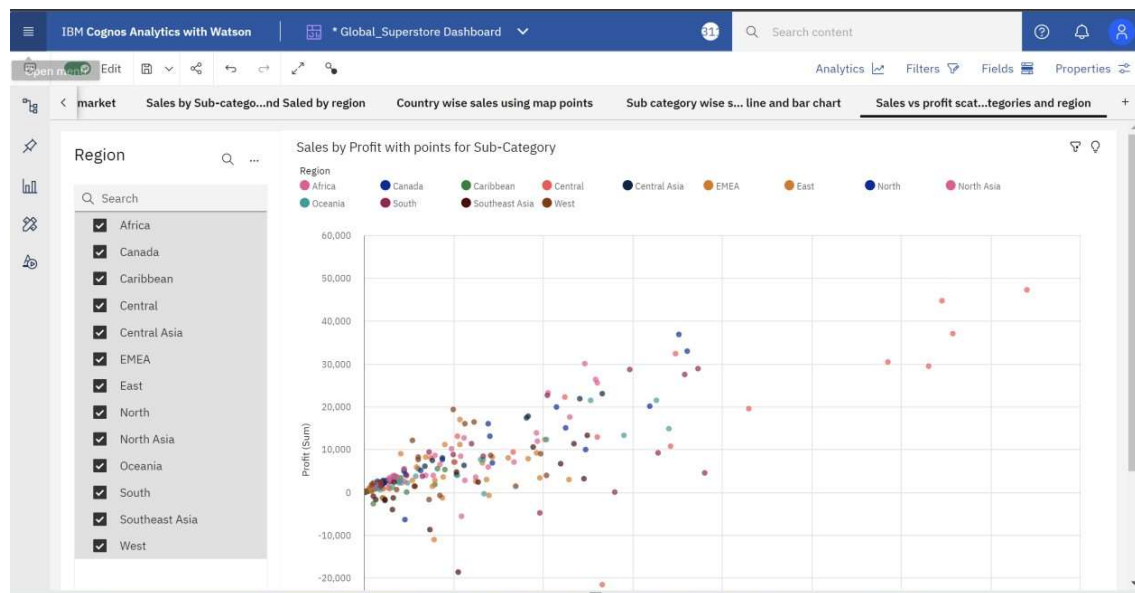 IBM Cognos Analytics with Watson
* Global_Superstore Dashboard
Search content
Edit
Analytics
Filters
Fields
Properties
market
Sales by Sub-catego...nd Saled by region
Country wise sales using map points
Sub category wise s... line and bar chart
Sales vs profit scat...tegories and region
+
Region
...
Search
Africa
Canada
Caribbean
Central
Central Asia
EMEA
East
North
North Asia
Oceania
South
Southeast Asia
West
Sales by Profit with points for Sub-Category
Region
Africa Canada Caribbean Central Central Asia EMEA East North North Asia
Oceania South Southeast Asia West
Profit (Sum)
60,000
50,000
40,000
30,000
20,000
10,000
0
-10,000
-20,000